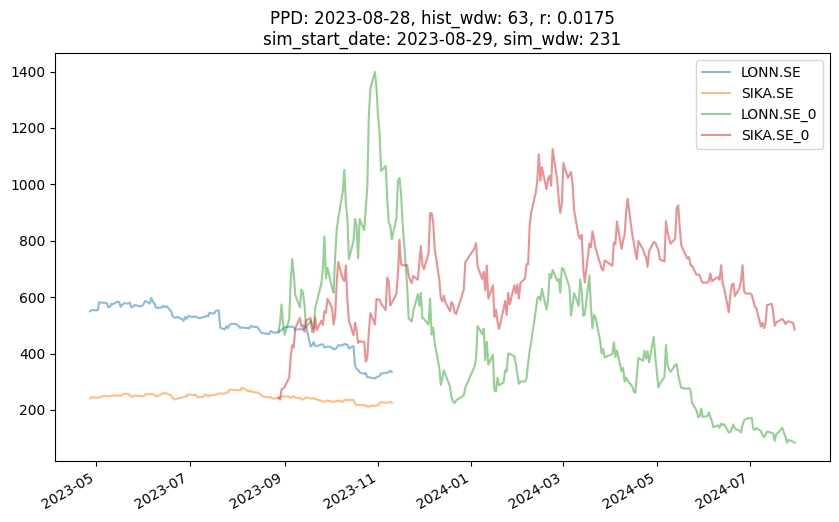 PPD: 2023-08-28, hist_wdw: 63, r: 0.0175
sim_start_date: 2023-08-29, sim_wdw: 231
LONN.SE
SIKA.SE
LONN.SE_0
SIKA.SE_0
1400
1200
1000
800
600
400
200
2023-05
2023-07
2023-09
2023-11
2024-01
2024-03
2024-05
2024-07